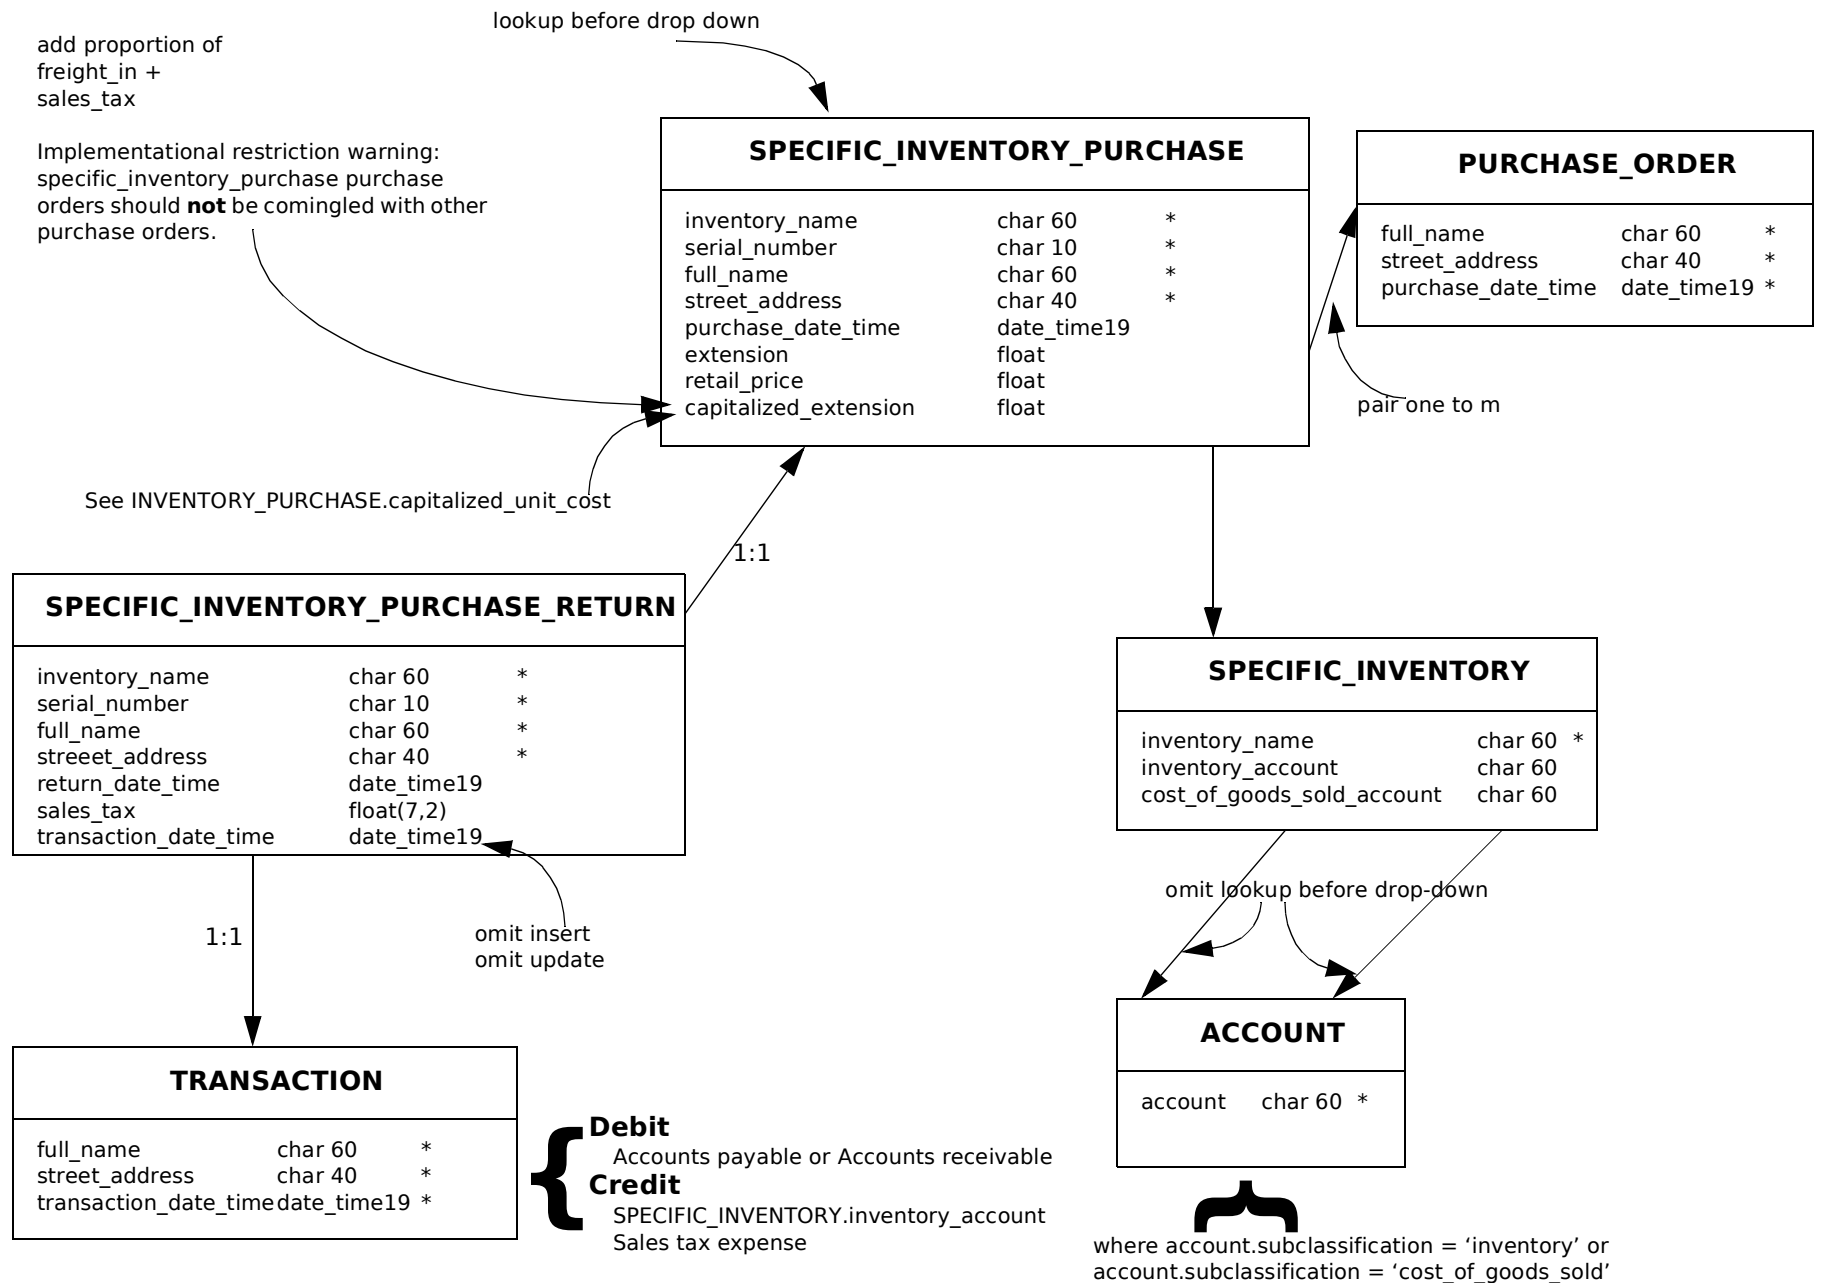 lookup before drop down
add proportion of
freight_in +
sales_tax
Implementational restriction warning:
specific_inventory_purchase purchase
orders should not be comingled with other
purchase orders.
SPECIFIC_INVENTORY_PURCHASE
inventory_name char 60 *
serial_number char 10 *
full_name char 60 *
street_address char 40 *
purchase_date_time date_time19
extension float
retail_price float
capitalized_extension float
PURCHASE_ORDER
full_name char 60 *
street_address char 40 *
purchase_date_time date_time19 *
pair one to m
See INVENTORY_PURCHASE.capitalized_unit_cost
1:1
SPECIFIC_INVENTORY_PURCHASE_RETURN
inventory_name char 60 *
serial_number char 10 *
full_name char 60 *
streeet_address char 40 *
return_date_time date_time19
sales_tax float(7,2)
transaction_date_time date_time19
SPECIFIC_INVENTORY
inventory_name char 60 *
inventory_account char 60
cost_of_goods_sold_account char 60
omit lookup before drop-down
1:1
omit insert
omit update
ACCOUNT
account char 60 *
TRANSACTION
full_name char 60 *
street_address char 40 *
transaction_date_time date_time19 *
{
Debit
Accounts payable or Accounts receivable
Credit
SPECIFIC_INVENTORY.inventory_account
Sales tax expense
{
where account.subclassification = ‘inventory’ or
account.subclassification = ‘cost_of_goods_sold’